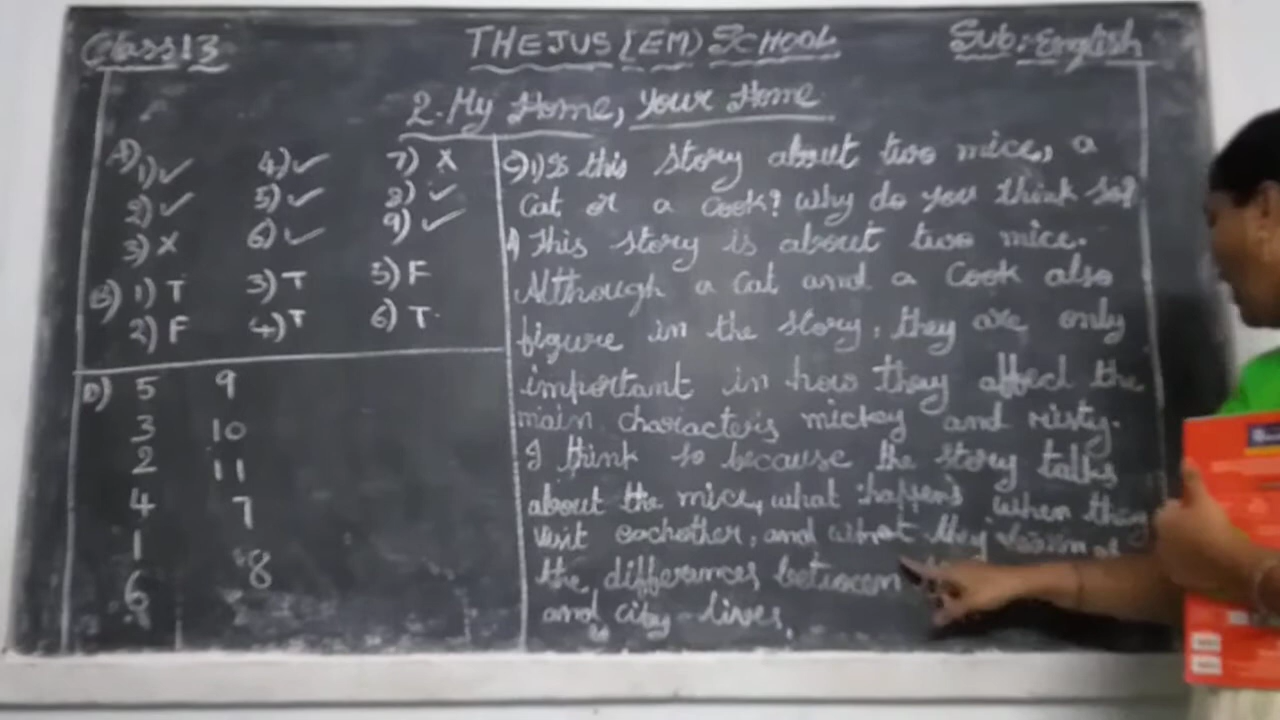 Class: 3
THEJUS (EM) SCHOOL
Sub:- English
2. My Home, Your Home
A) 1) ✓ 4) ✓ 7) X
2) ✓ 5) ✓ 8) ✓
3) X 6) ✓ 9) ✓
B) 1) T 3) T 5) F
2) F 4) T 6) T.
D) 5 9
3 10
2 11
4 7
1 8
6
C) 1) Is this story about two mice, a
Cat or a Cook? Why do you think so?
A) This story is about two mice.
Although a Cat and a Cook also
figure in the story, they are only
important in how they affect the
main characters mickey and rusty.
I think so because the story talks
about the mice, what happens when they
visit eachother, and what they
the differences between
and city-lives.